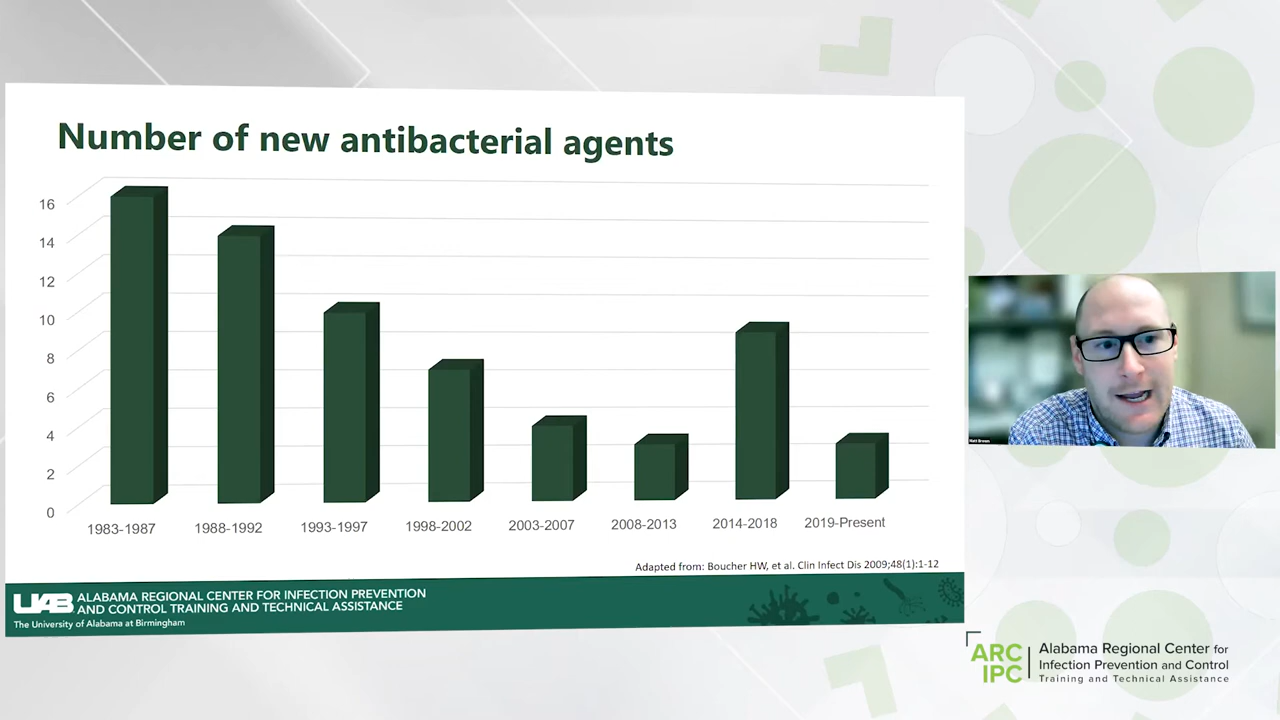 Number of new antibacterial agents
16
14
12
10
8
6
4
2
0
1983-1987
1988-1992
1993-1997
1998-2002
2003-2007
2008-2013
2014-2018
2019-Present
Adapted from: Boucher HW, et al. Clin Infect Dis 2009;48(1):1-12
UAB
ALABAMA REGIONAL CENTER FOR INFECTION PREVENTION
AND CONTROL TRAINING AND TECHNICAL ASSISTANCE
The University of Alabama at Birmingham
Matt Brown
ARC
IPC
Alabama Regional Center for
Infection Prevention and Control
Training and Technical Assistance